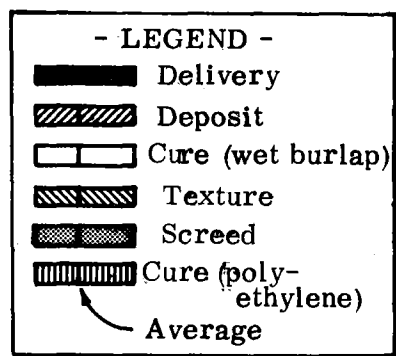 - LEGEND -
Delivery
Deposit
Cure (wet burlap)
Texture
Screed
Cure (poly-
ethylene)
Average